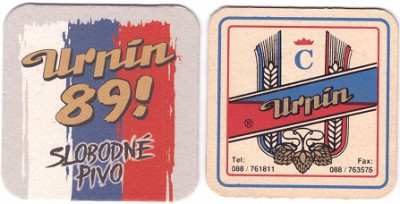 Urpín
89!
SLOBODNÉ
PIVO
C
Urpín
®
Tel: Fax:
088 / 761811 088 / 763576